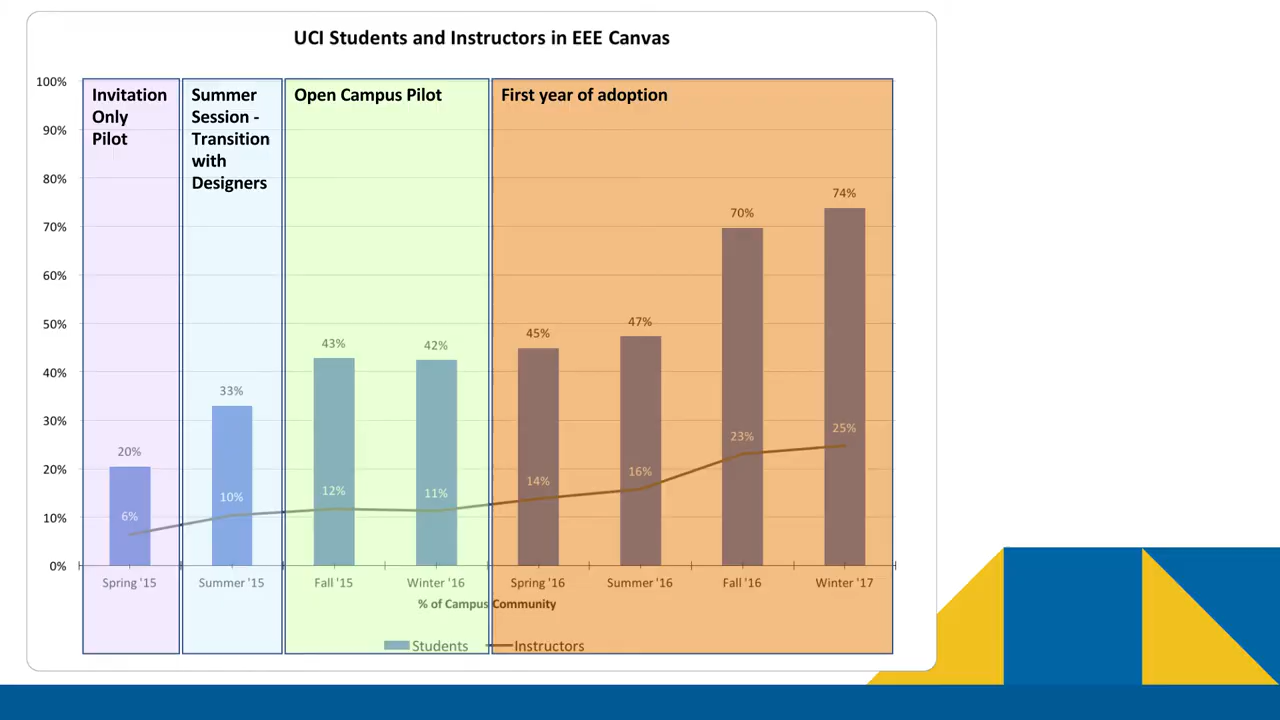 UCI Students and Instructors in EEE Canvas
100%
90%
80%
70%
60%
50%
40%
30%
20%
10%
0%
Invitation
Only
Pilot
Summer
Session -
Transition
with
Designers
Open Campus Pilot
First year of adoption
20%
33%
43%
42%
45%
47%
70%
74%
6%
10%
12%
11%
14%
16%
23%
25%
Spring '15
Summer '15
Fall '15
Winter '16
Spring '16
Summer '16
Fall '16
Winter '17
% of Campus Community
Students
Instructors